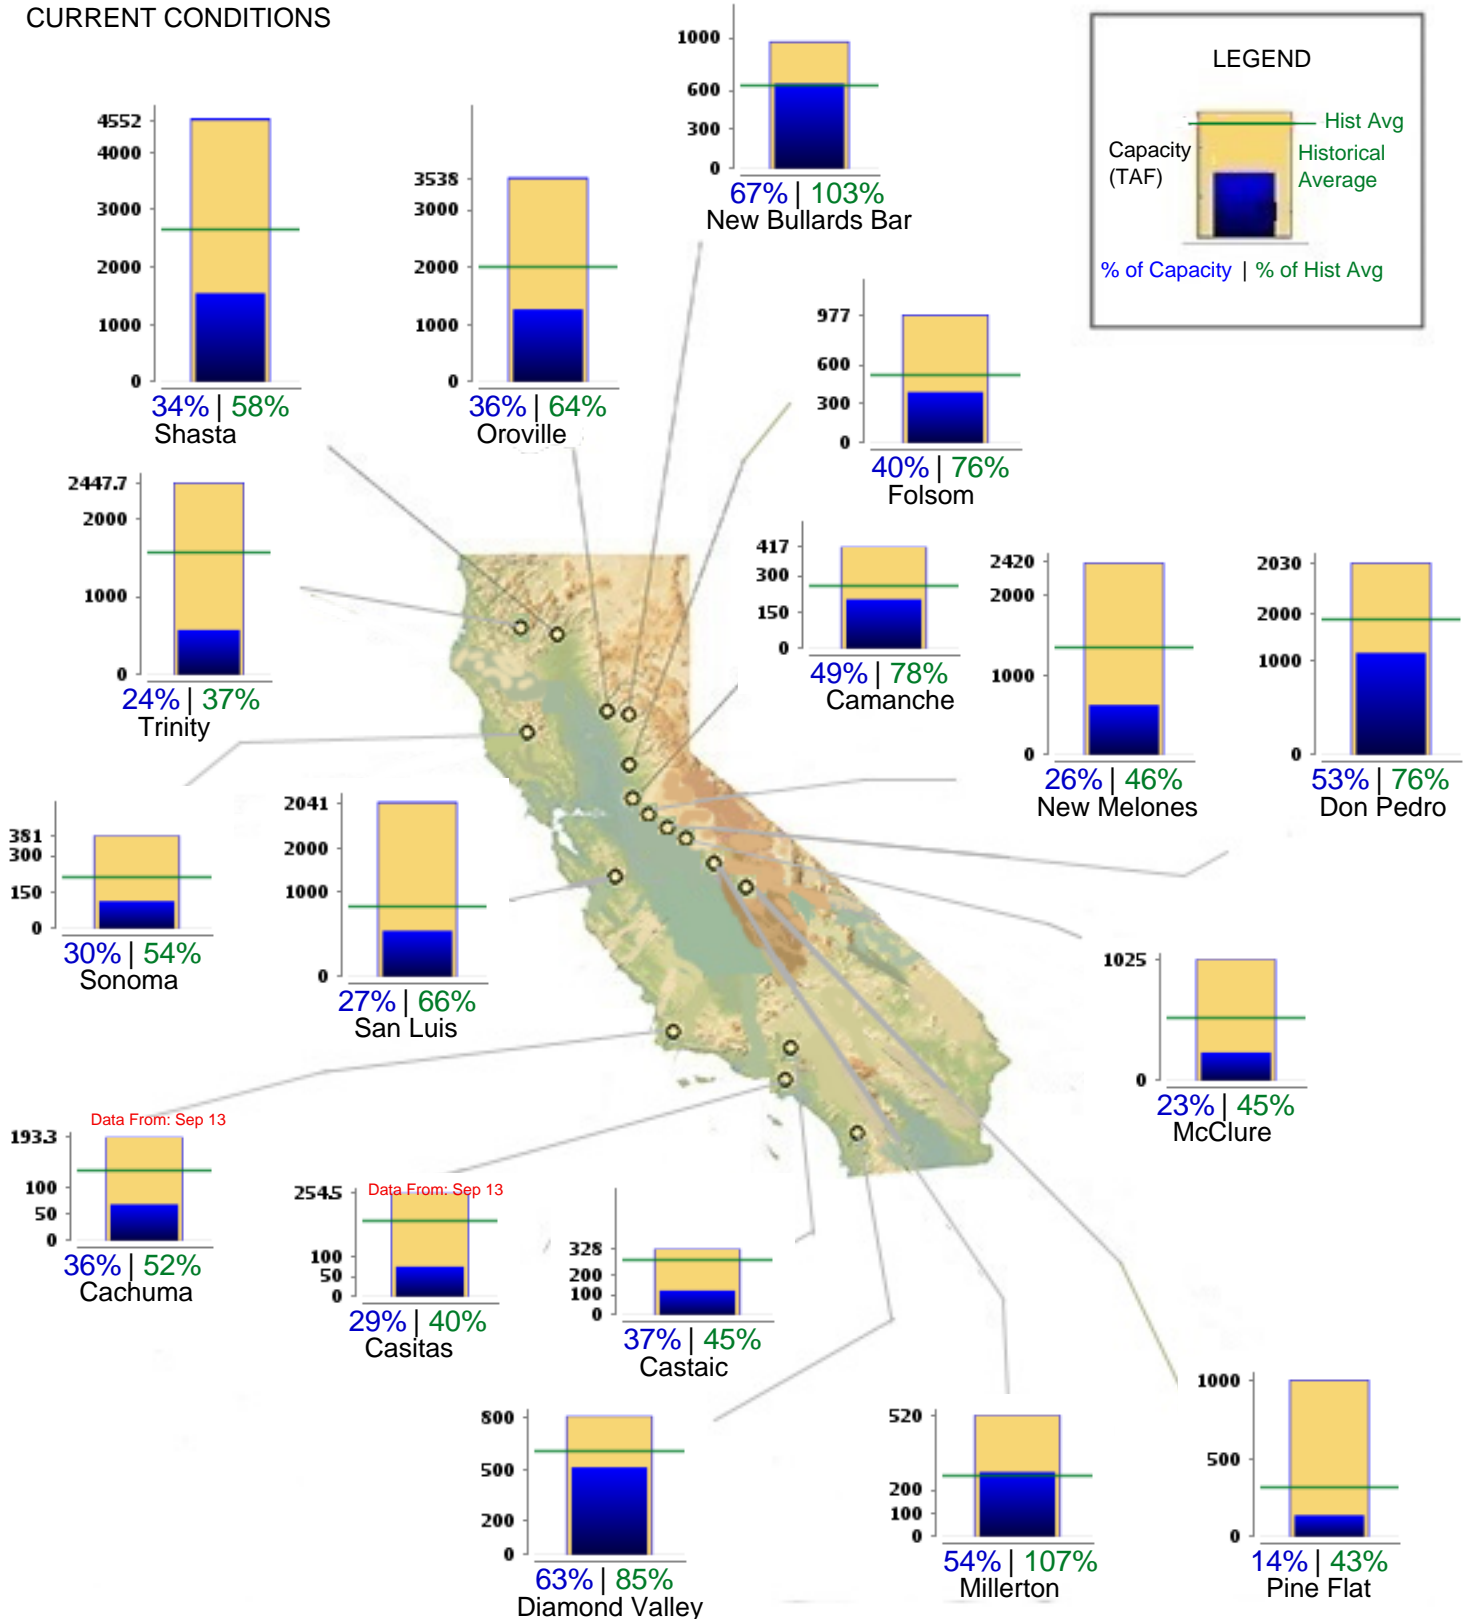 CURRENT CONDITIONS
1000
600
300
0
67% | 103%
New Bullards Bar
LEGEND
Hist Avg
Capacity
(TAF)
Historical
Average
% of Capacity | % of Hist Avg
4552
4000
3000
2000
1000
0
34% | 58%
Shasta
3538
3000
2000
1000
0
36% | 64%
Oroville
977
600
300
0
40% | 76%
Folsom
2447.7
2000
1000
0
24% | 37%
Trinity
417
300
150
0
49% | 78%
Camanche
2420
2000
1000
0
26% | 46%
New Melones
2030
2000
1000
0
53% | 76%
Don Pedro
381
300
150
0
30% | 54%
Sonoma
2041
2000
1000
0
27% | 66%
San Luis
1025
0
23% | 45%
McClure
Data From: Sep 13
193.3
100
50
0
36% | 52%
Cachuma
Data From: Sep 13
254.5
100
50
0
29% | 40%
Casitas
328
200
100
0
37% | 45%
Castaic
800
500
200
0
63% | 85%
Diamond Valley
520
200
100
0
54% | 107%
Millerton
1000
500
0
14% | 43%
Pine Flat